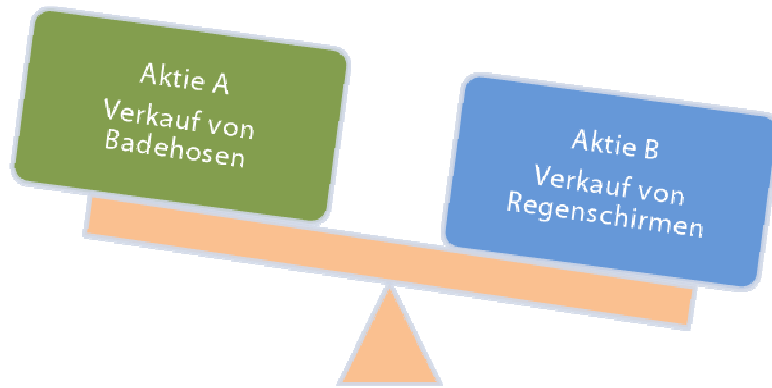 Aktie A
Verkauf von
Badehosen
Aktie B
Verkauf von
Regenschirmen